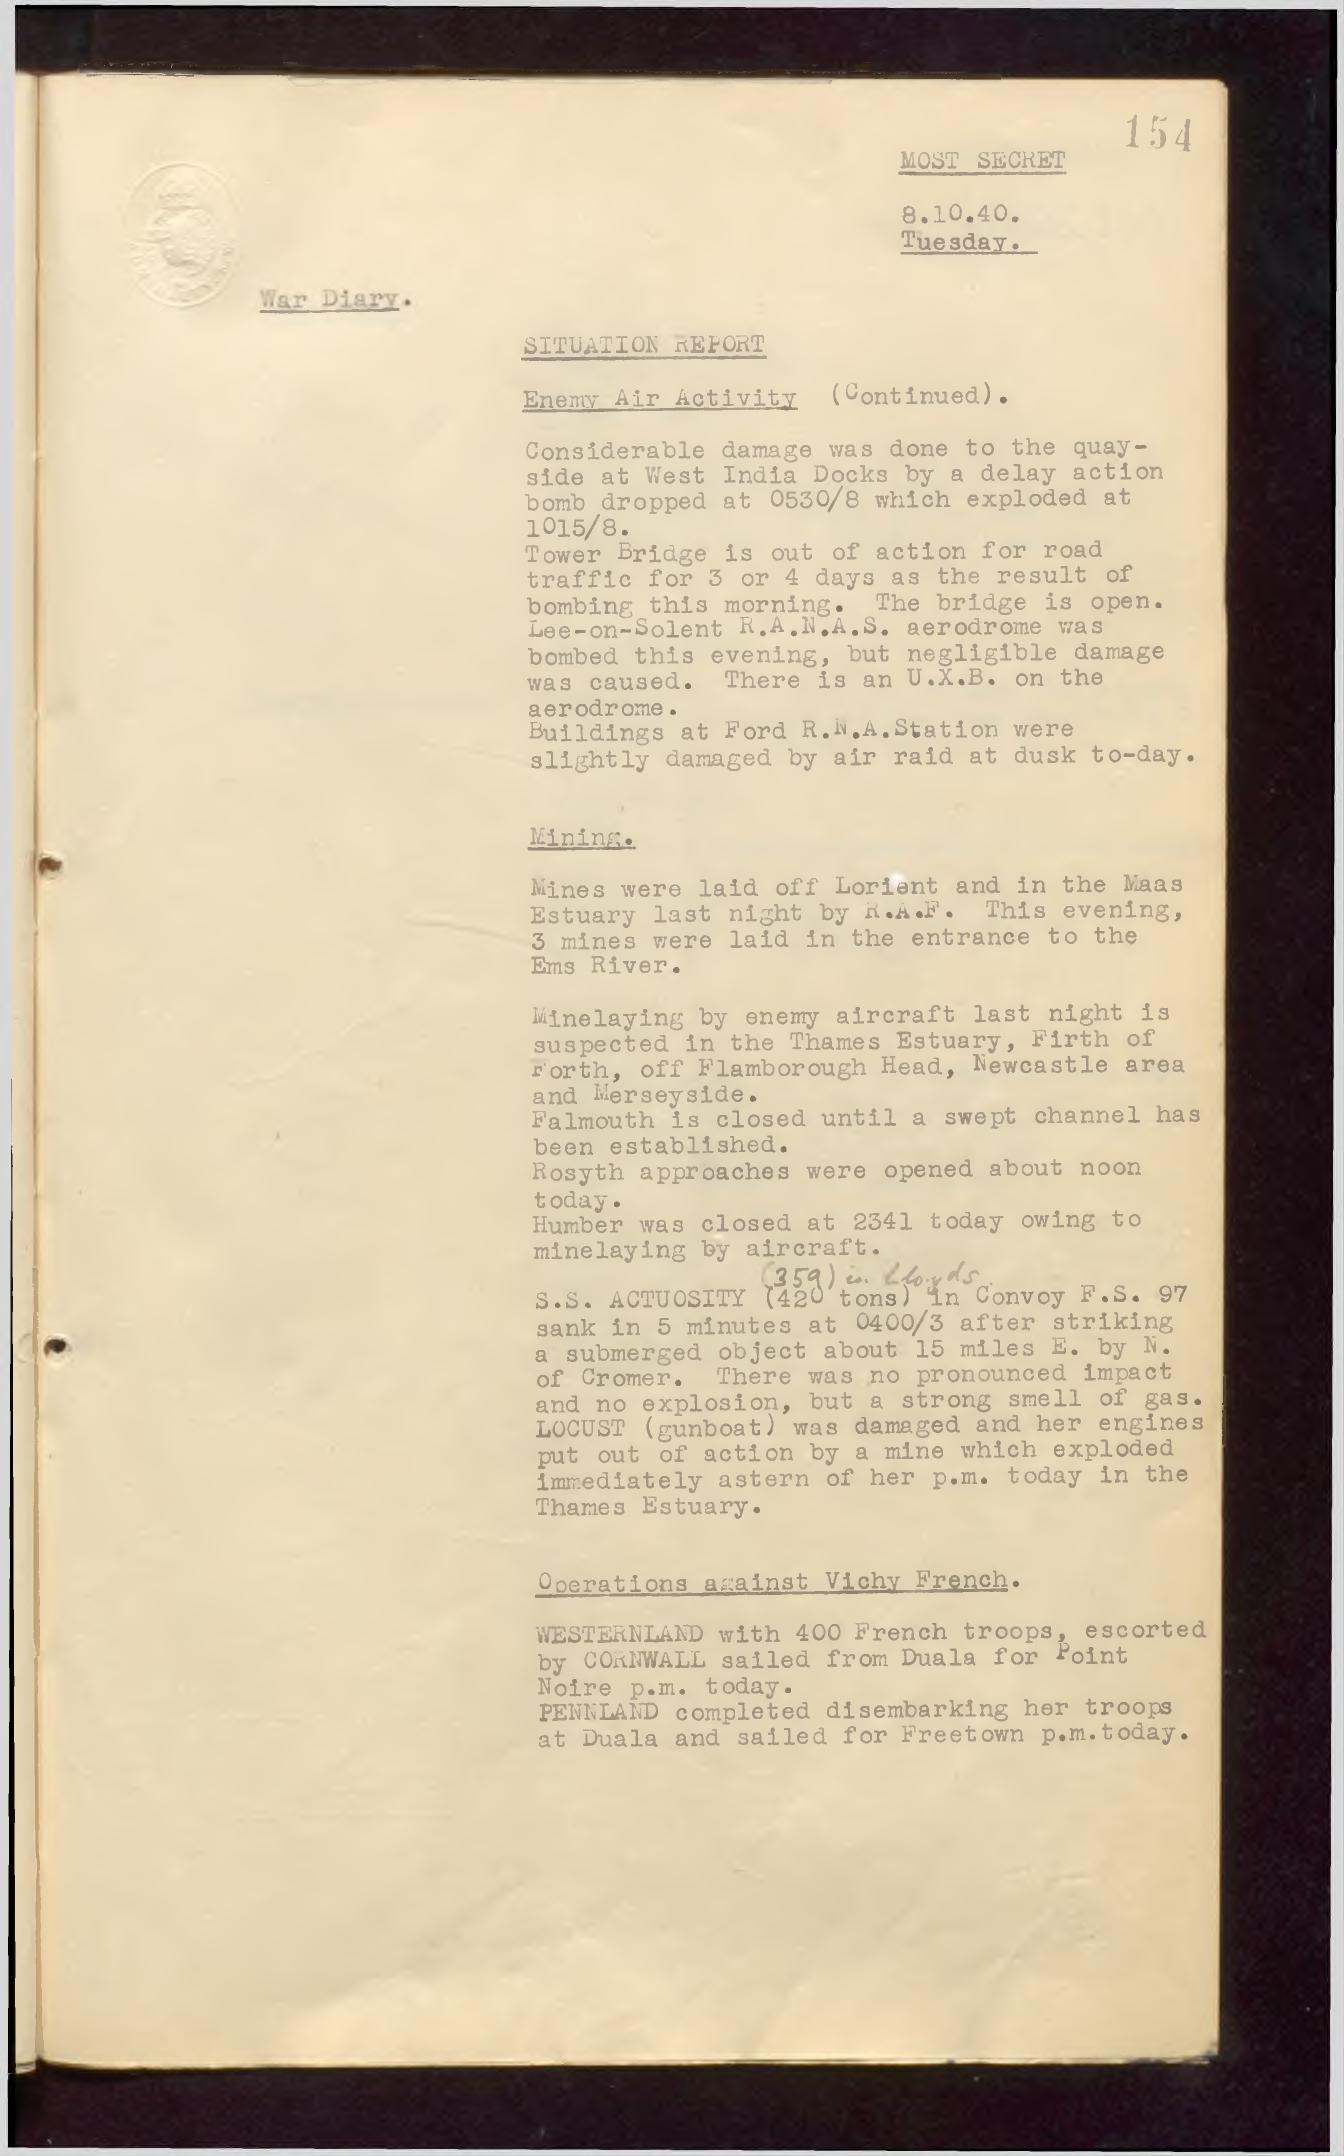 154
MOST SECRET
8.10.40.
Tuesday.
War Diary.
SITUATION REPORT
Enemy Air Activity (Continued).
Considerable damage was done to the quay-
side at West India Docks by a delay action
bomb dropped at 0530/8 which exploded at
1015/8.
Tower Bridge is out of action for road
traffic for 3 or 4 days as the result of
bombing this morning. The bridge is open.
Lee-on-Solent R.A.N.A.S. aerodrome was
bombed this evening, but negligible damage
was caused. There is an U.X.B. on the
aerodrome.
Buildings at Ford R.N.A.Station were
slightly damaged by air raid at dusk to-day.
Mining.
Mines were laid off Lorient and in the Maas
Estuary last night by R.A.F. This evening,
3 mines were laid in the entrance to the
Ems River.
Minelaying by enemy aircraft last night is
suspected in the Thames Estuary, Firth of
Forth, off Flamborough Head, Newcastle area
and Merseyside.
Falmouth is closed until a swept channel has
been established.
Rosyth approaches were opened about noon
today.
Humber was closed at 2341 today owing to
minelaying by aircraft.
(359) in Lloyds.
S.S. ACTUOSITY (420 tons) in Convoy F.S. 97
sank in 5 minutes at 0400/3 after striking
a submerged object about 15 miles E. by N.
of Cromer. There was no pronounced impact
and no explosion, but a strong smell of gas.
LOCUST (gunboat) was damaged and her engines
put out of action by a mine which exploded
immediately astern of her p.m. today in the
Thames Estuary.
Operations against Vichy French.
WESTERNLAND with 400 French troops, escorted
by CORNWALL sailed from Duala for Point
Noire p.m. today.
PENNLAND completed disembarking her troops
at Duala and sailed for Freetown p.m.today.